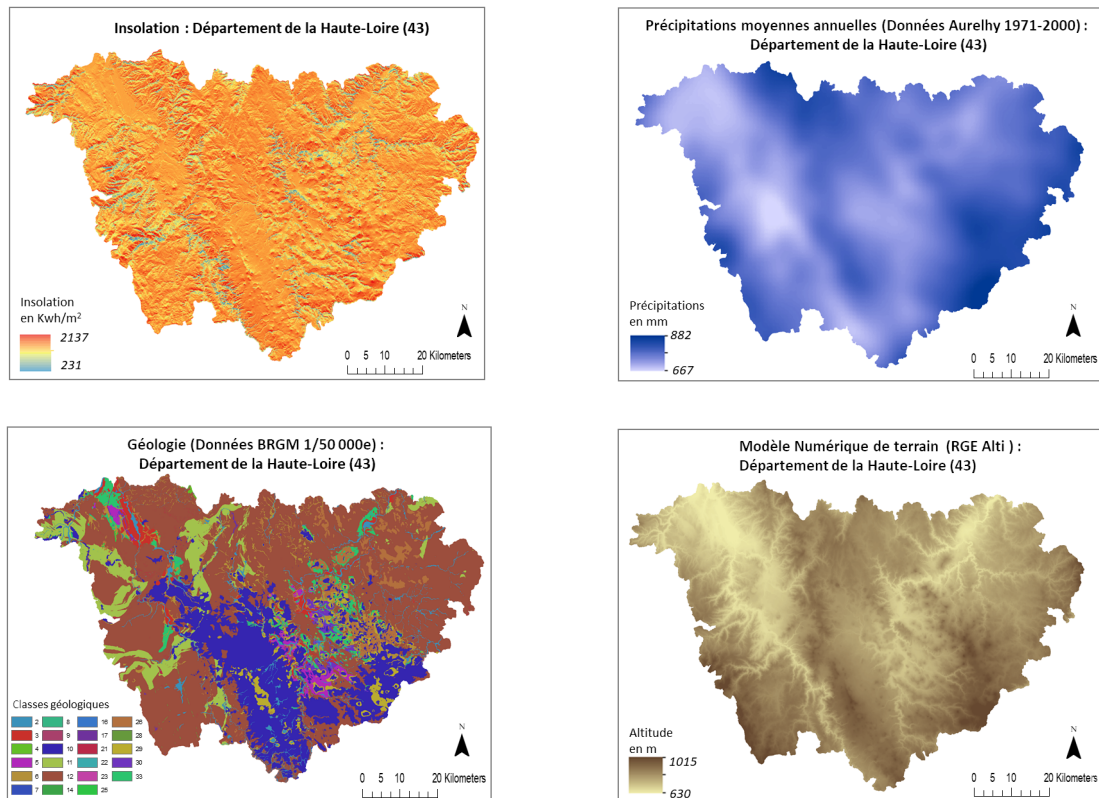 Insolation : Département de la Haute-Loire (43)
Insolation
en Kwh/m²
2137
231
N
0 5 10 20 Kilometers
Précipitations moyennes annuelles (Données Aurelhy 1971-2000) :
Département de la Haute-Loire (43)
Précipitations
en mm
882
667
N
0 5 10 20 Kilometers
Géologie (Données BRGM 1/50 000e) :
Département de la Haute-Loire (43)
Classes géologiques
2 8 16 26
3 9 17 28
4 10 21 29
5 11 22 30
6 12 23 33
7 14 25
N
0 5 10 20 Kilometers
Modèle Numérique de terrain (RGE Alti ) :
Département de la Haute-Loire (43)
Altitude
en m
1015
630
N
0 5 10 20 Kilometers